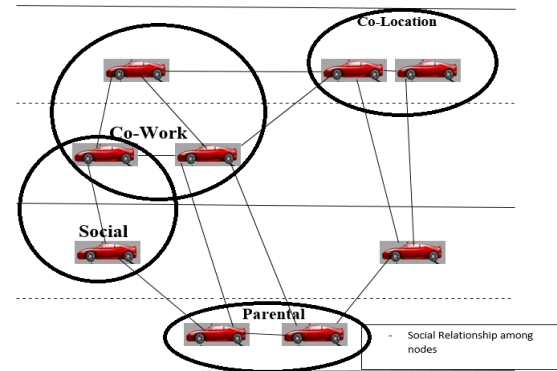 Co-Location
Co-Work
Social
Parental
- Social Relationship among
nodes